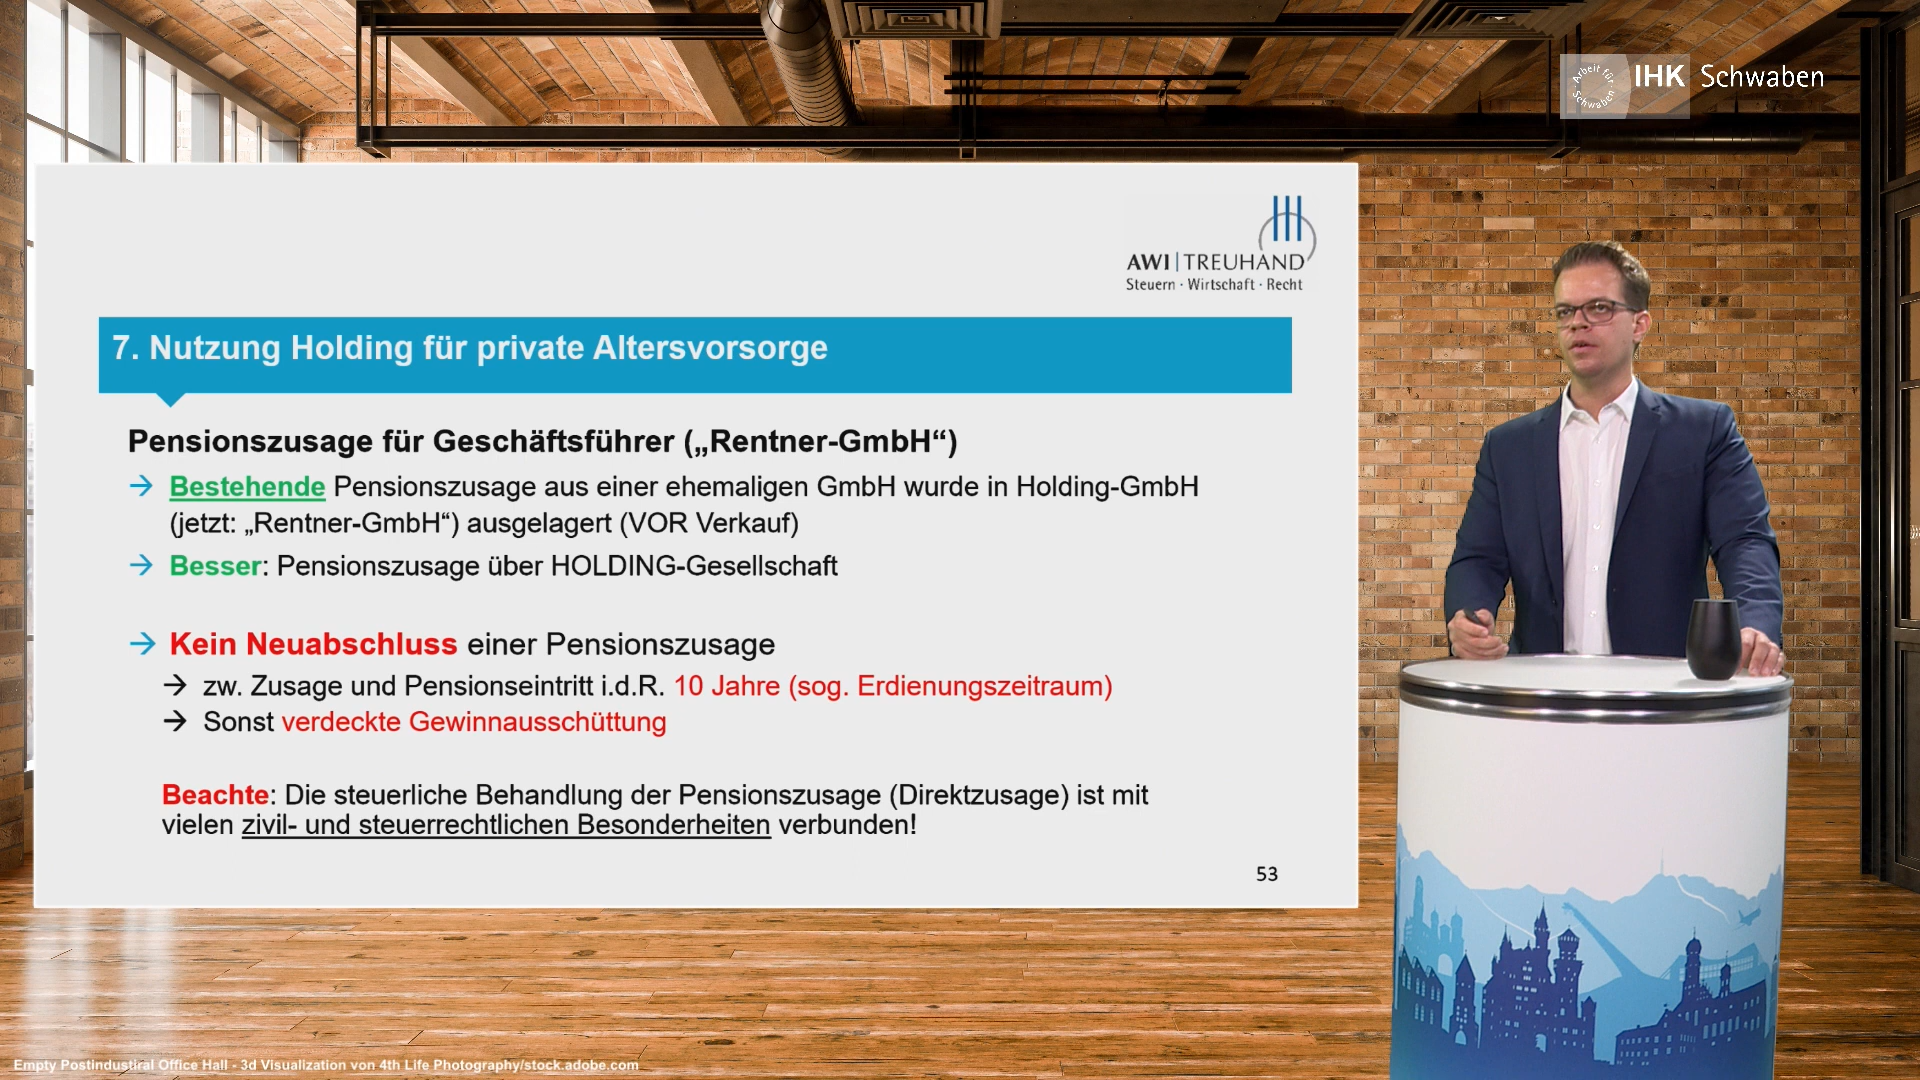 Arbeit für
Schwaben
IHK Schwaben
AWI | TREUHAND
Steuern · Wirtschaft · Recht
7. Nutzung Holding für private Altersvorsorge
Pensionszusage für Geschäftsführer („Rentner-GmbH“)
→ Bestehende Pensionszusage aus einer ehemaligen GmbH wurde in Holding-GmbH
(jetzt: „Rentner-GmbH“) ausgelagert (VOR Verkauf)
→ Besser: Pensionszusage über HOLDING-Gesellschaft
→ Kein Neuabschluss einer Pensionszusage
→ zw. Zusage und Pensionseintritt i.d.R. 10 Jahre (sog. Erdienungszeitraum)
→ Sonst verdeckte Gewinnausschüttung
Beachte: Die steuerliche Behandlung der Pensionszusage (Direktzusage) ist mit
vielen zivil- und steuerrechtlichen Besonderheiten verbunden!
53
Empty Postindustiral Office Hall - 3d Visualization von 4th Life Photography/stock.adobe.com